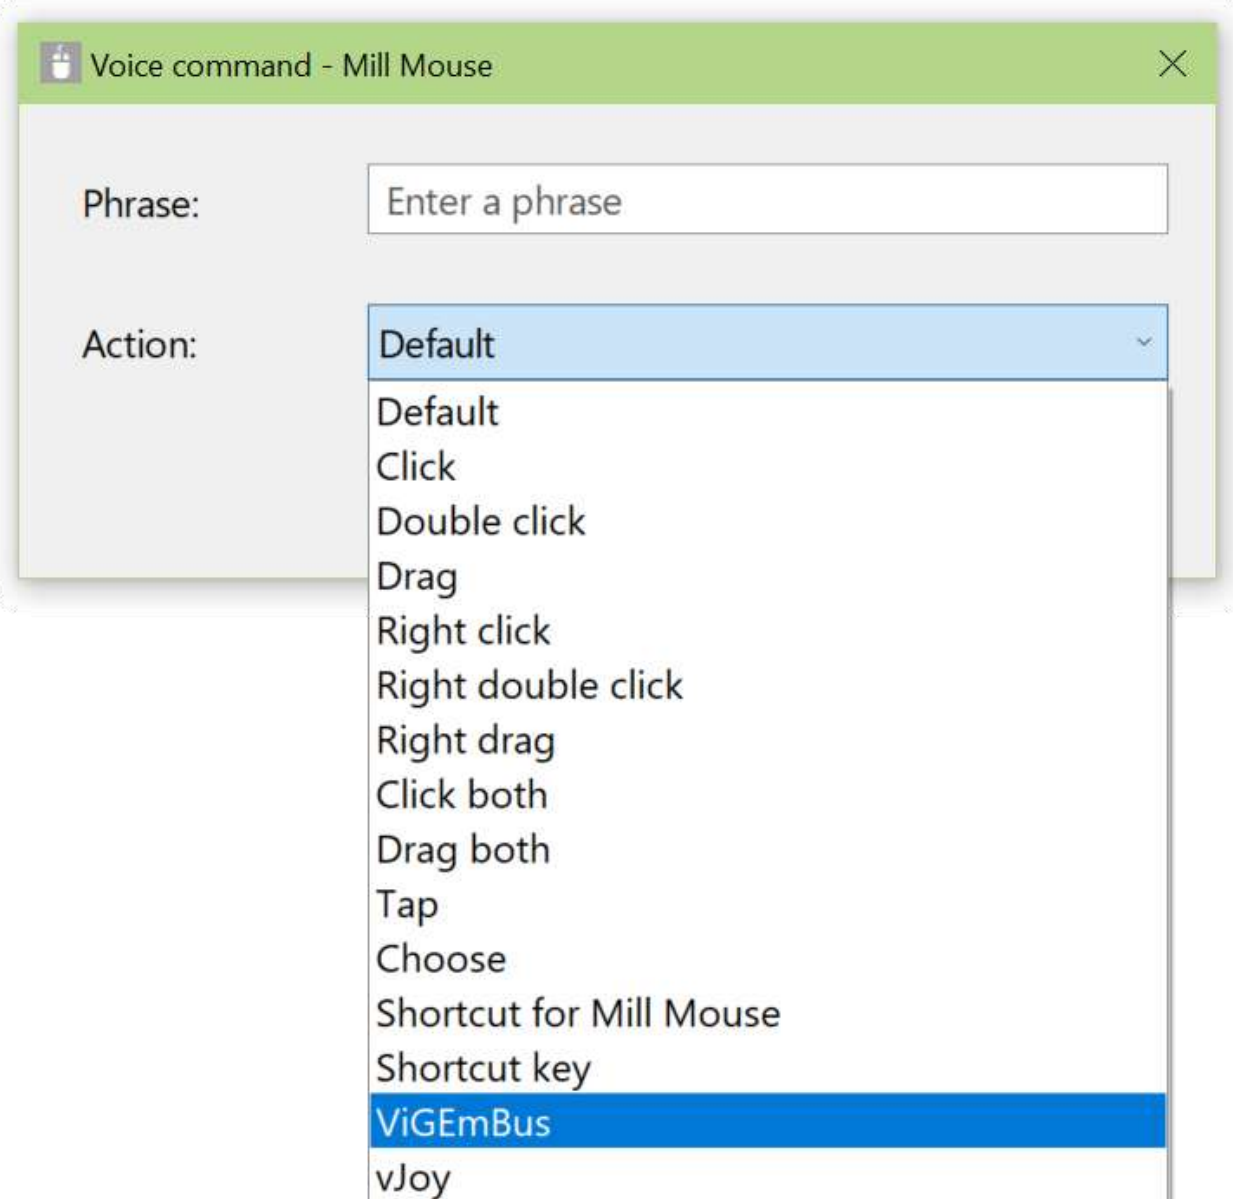 Voice command - Mill Mouse
Phrase: Enter a phrase
Action: Default
Default
Click
Double click
Drag
Right click
Right double click
Right drag
Click both
Drag both
Tap
Choose
Shortcut for Mill Mouse
Shortcut key
ViGEmBus
vJoy